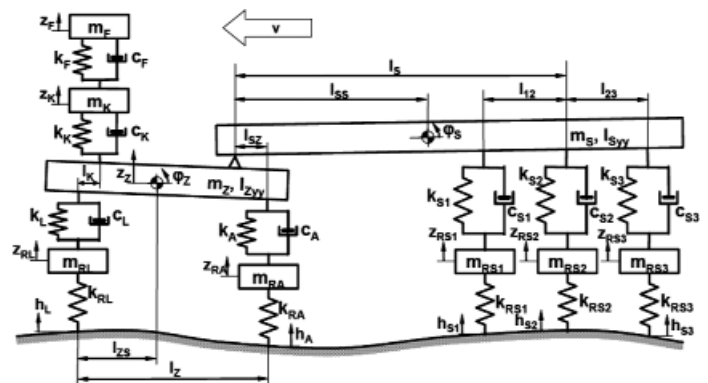 z_F m_F v
k_F c_F
z_K m_K l_S
k_K c_K l_SS l_12 l_23
l_SZ φ_S m_S, I_Syy
l_K z_Z φ_Z m_Z, I_Zyy k_S1 k_S2 k_S3
k_L c_L k_A c_A c_S1 c_S2 c_S3
z_RL m_RL z_RA m_RA z_RS1 m_RS1 z_RS2 m_RS2 z_RS3 m_RS3
h_L k_RL k_RA k_RS1 k_RS2 k_RS3
h_A h_S1 h_S2 h_S3
l_ZS
l_Z